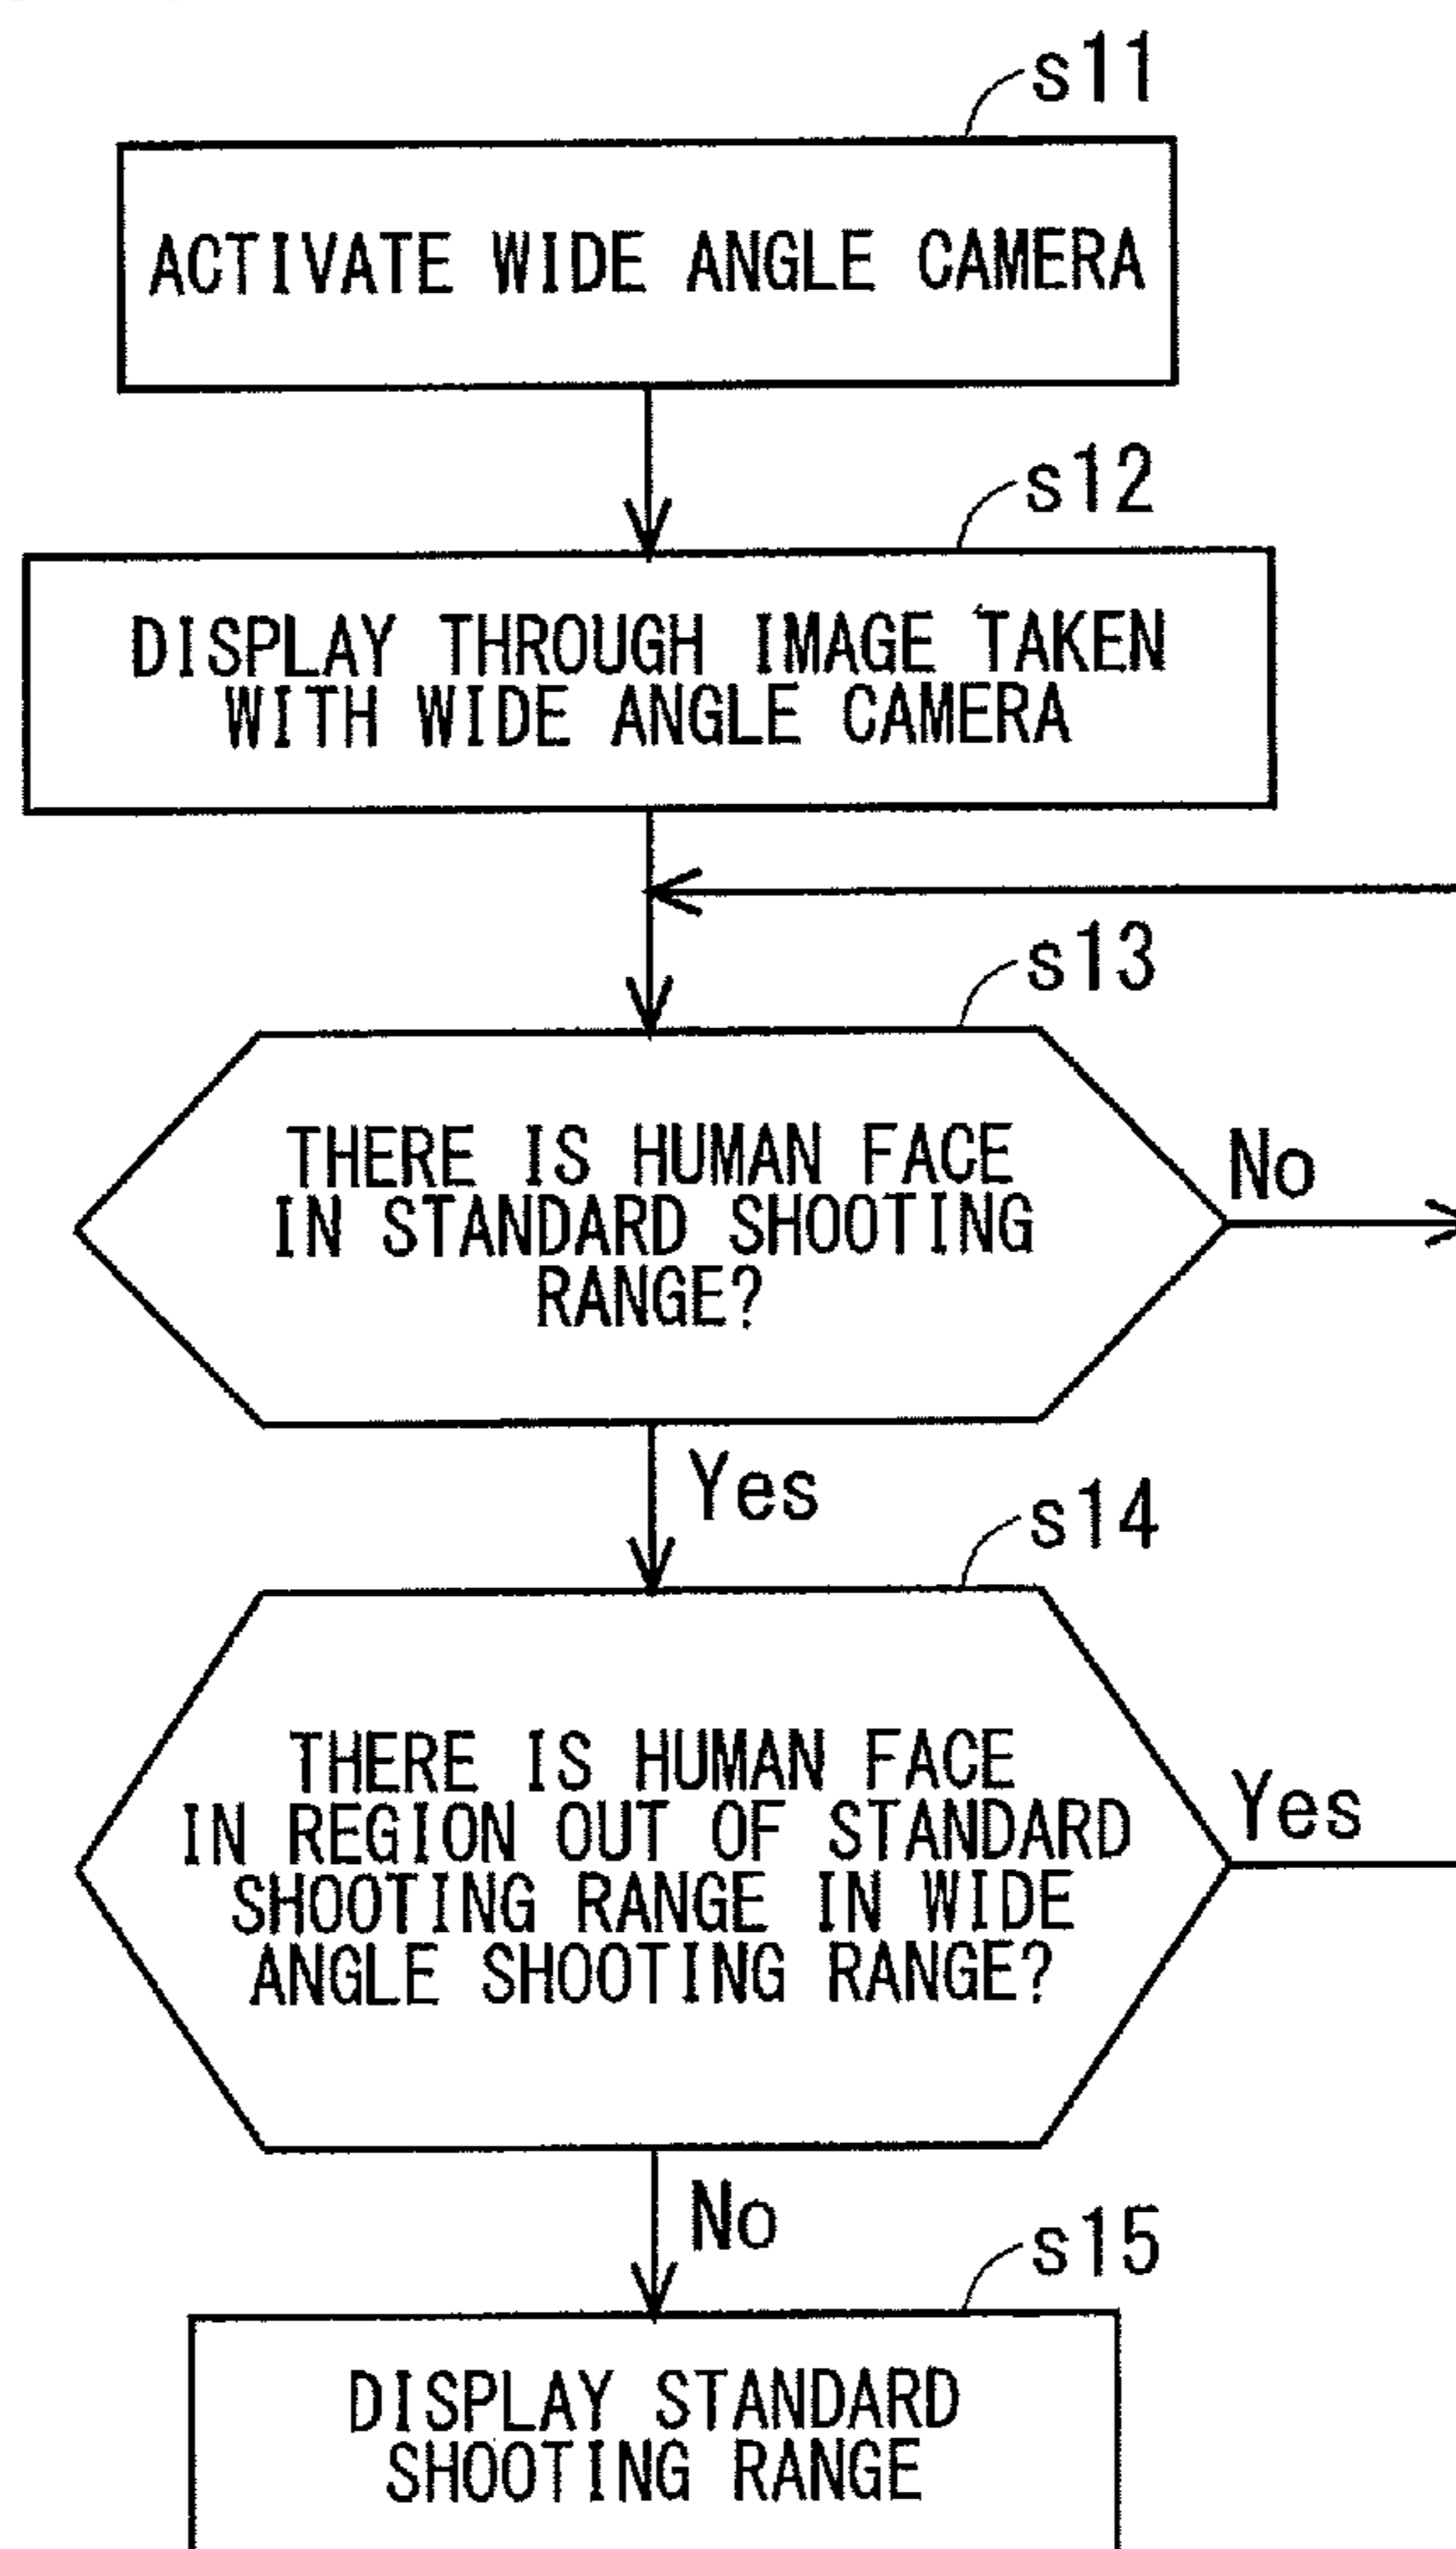 s11
ACTIVATE WIDE ANGLE CAMERA
s12
DISPLAY THROUGH IMAGE TAKEN
WITH WIDE ANGLE CAMERA
s13
THERE IS HUMAN FACE
IN STANDARD SHOOTING
RANGE?
No
Yes
s14
THERE IS HUMAN FACE
IN REGION OUT OF STANDARD
SHOOTING RANGE IN WIDE
ANGLE SHOOTING RANGE?
Yes
No
s15
DISPLAY STANDARD
SHOOTING RANGE